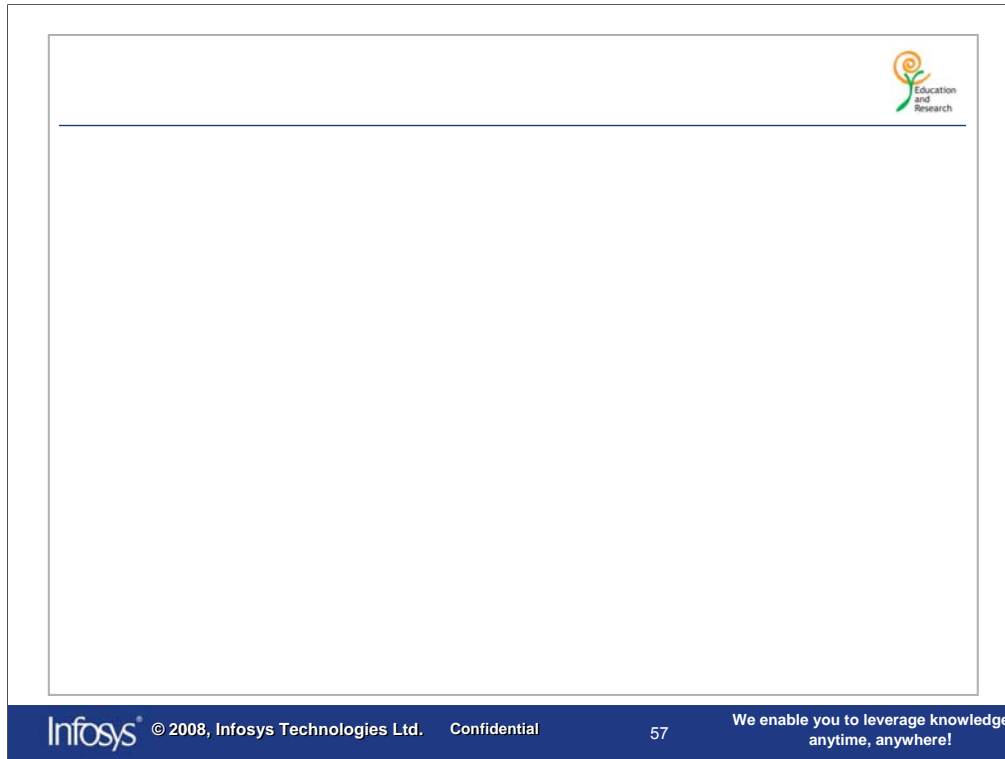 Education
and
Research
Infosys® © 2008, Infosys Technologies Ltd. Confidential 57
We enable you to leverage knowledge
anytime, anywhere!